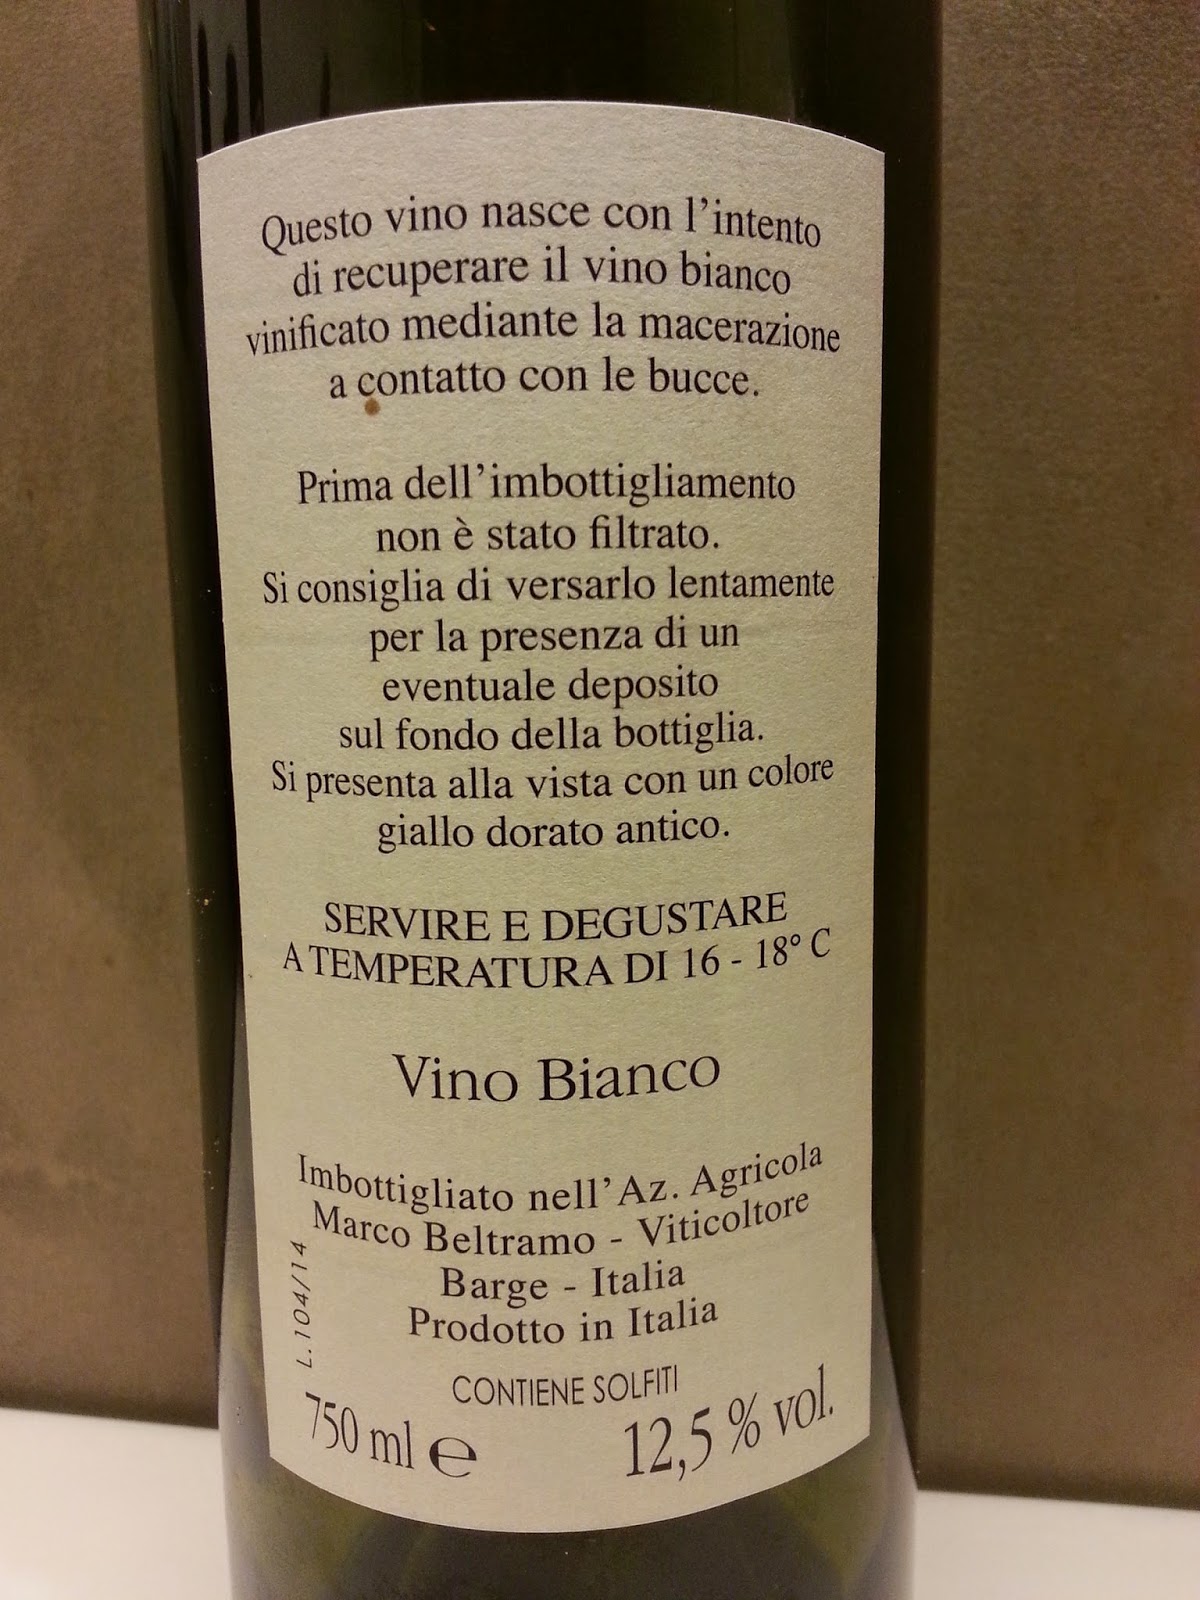 Questo vino nasce con l'intento
di recuperare il vino bianco
vinificato mediante la macerazione
a contatto con le bucce.
Prima dell'imbottigliamento
non è stato filtrato.
Si consiglia di versarlo lentamente
per la presenza di un
eventuale deposito
sul fondo della bottiglia.
Si presenta alla vista con un colore
giallo dorato antico.
SERVIRE E DEGUSTARE
A TEMPERATURA DI 16 - 18° C
Vino Bianco
Imbottigliato nell'Az. Agricola
Marco Beltramo - Viticoltore
Barge - Italia
Prodotto in Italia
L.104/14
CONTIENE SOLFITI
750 ml ℮ 12,5 % vol.